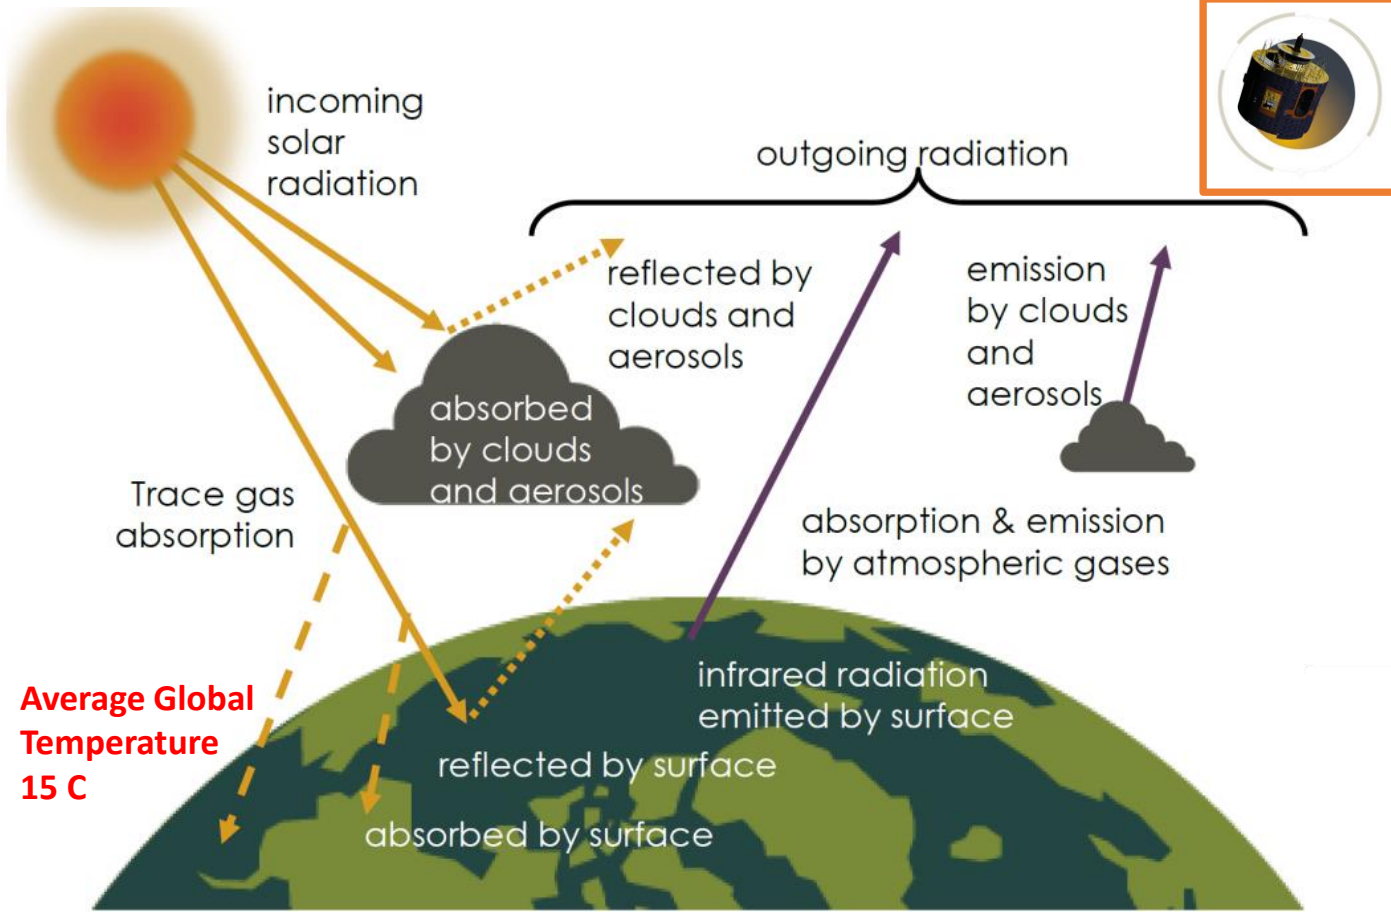 incoming
solar
radiation
outgoing radiation
reflected by
clouds and
aerosols
emission
by clouds
and
aerosols
absorbed
by clouds
and aerosols
Trace gas
absorption
absorption & emission
by atmospheric gases
infrared radiation
emitted by surface
Average Global
Temperature
15 C
reflected by surface
absorbed by surface